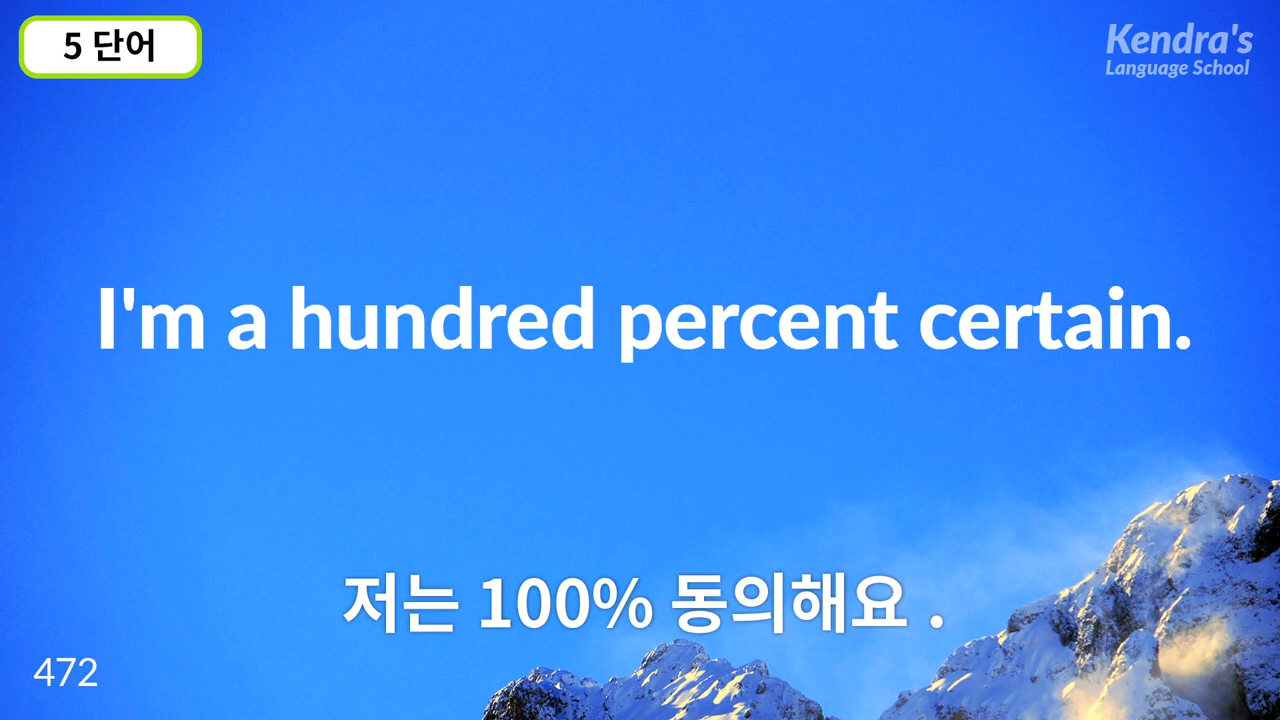 5 단어
Kendra's
Language School
I'm a hundred percent certain.
저는 100% 동의해요 .
472